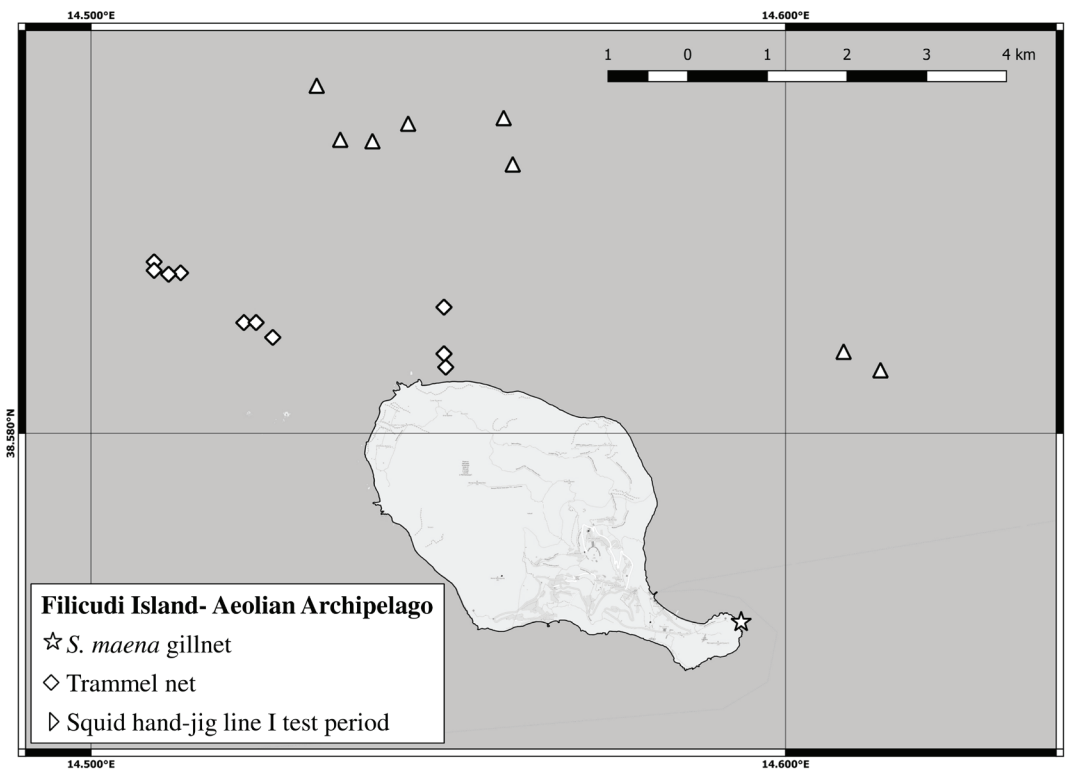 14.500°E 14.600°E
1 0 1 2 3 4 km
38.580°N
Filicudi Island- Aeolian Archipelago
S. maena gillnet
Trammel net
Squid hand-jig line I test period
14.500°E 14.600°E